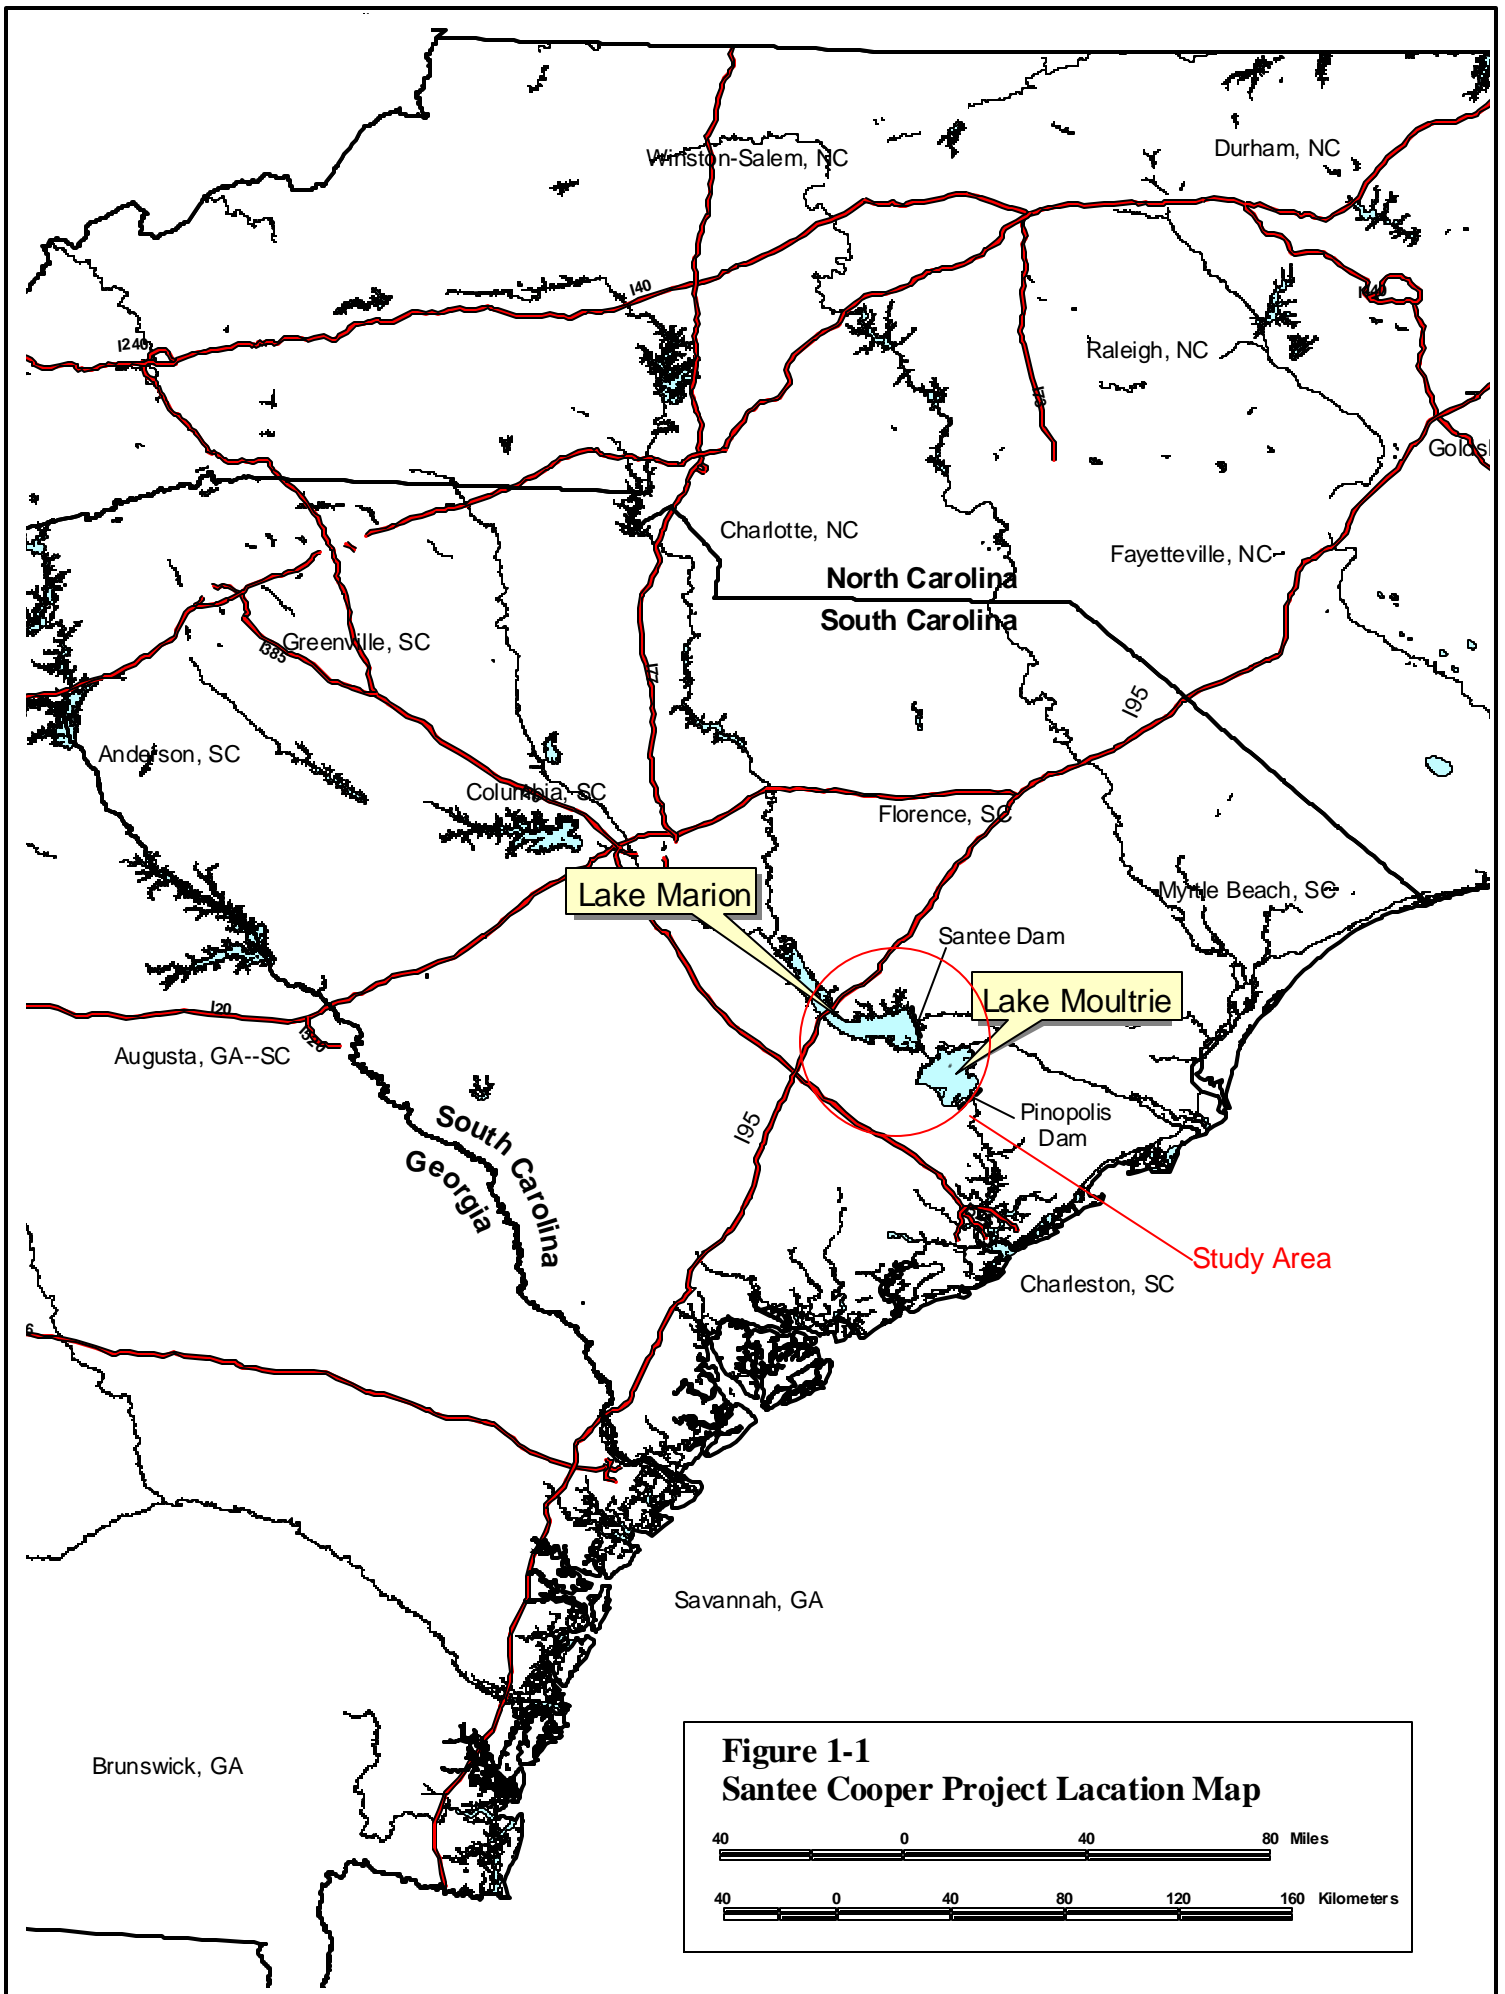 Winston-Salem, NC
Durham, NC
I40
I240
I440
Raleigh, NC
I73
Charlotte, NC
Fayetteville, NC
North Carolina
South Carolina
Greenville, SC
I385
I77
I95
Anderson, SC
Columbia, SC
Florence, SC
Lake Marion
Myrtle Beach, SC
Santee Dam
Lake Moultrie
I20
I520
Augusta, GA--SC
Pinopolis
Dam
South Carolina
Georgia
I95
Study Area
Charleston, SC
6
Savannah, GA
Brunswick, GA
Figure 1-1
Santee Cooper Project Lacation Map
40 0 40 80 Miles
40 0 40 80 120 160 Kilometers